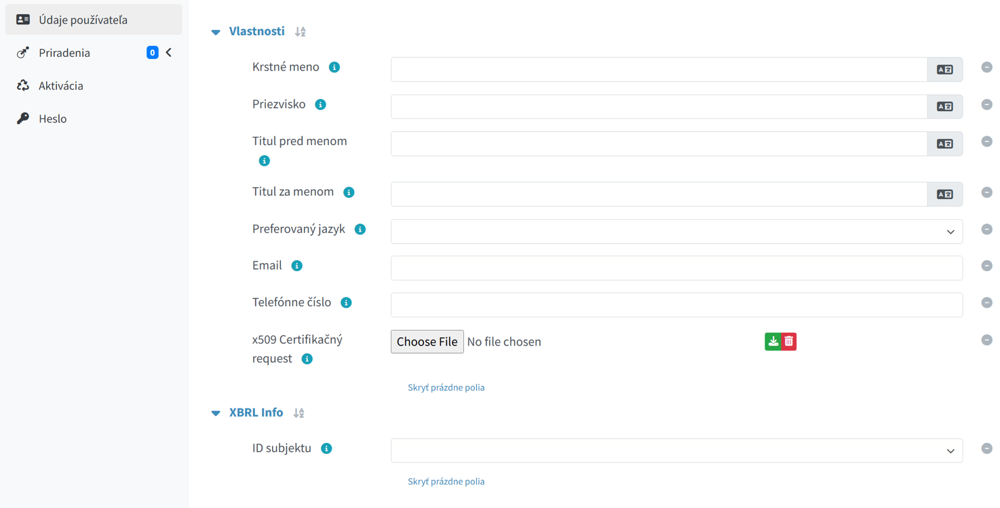 Údaje používateľa
Priradenia 0
Aktivácia
Heslo
Vlastnosti
Krstné meno
Priezvisko
Titul pred menom
Titul za menom
Preferovaný jazyk
Email
Telefónne číslo
x509 Certifikačný
request
Choose File No file chosen
Skryť prázdne polia
XBRL Info
ID subjektu
Skryť prázdne polia